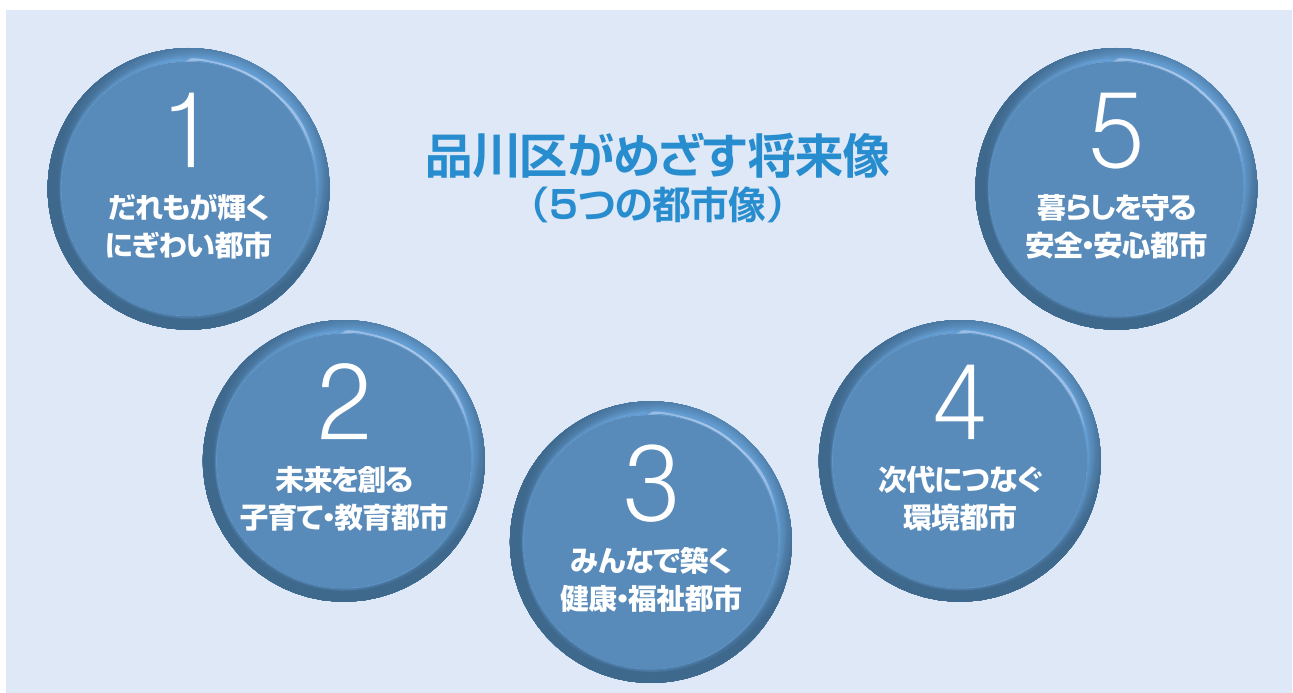 品川区がめざす将来像
（5つの都市像）
1
だれもが輝く
にぎわい都市
2
未来を創る
子育て・教育都市
3
みんなで築く
健康・福祉都市
4
次代につなぐ
環境都市
5
暮らしを守る
安全・安心都市